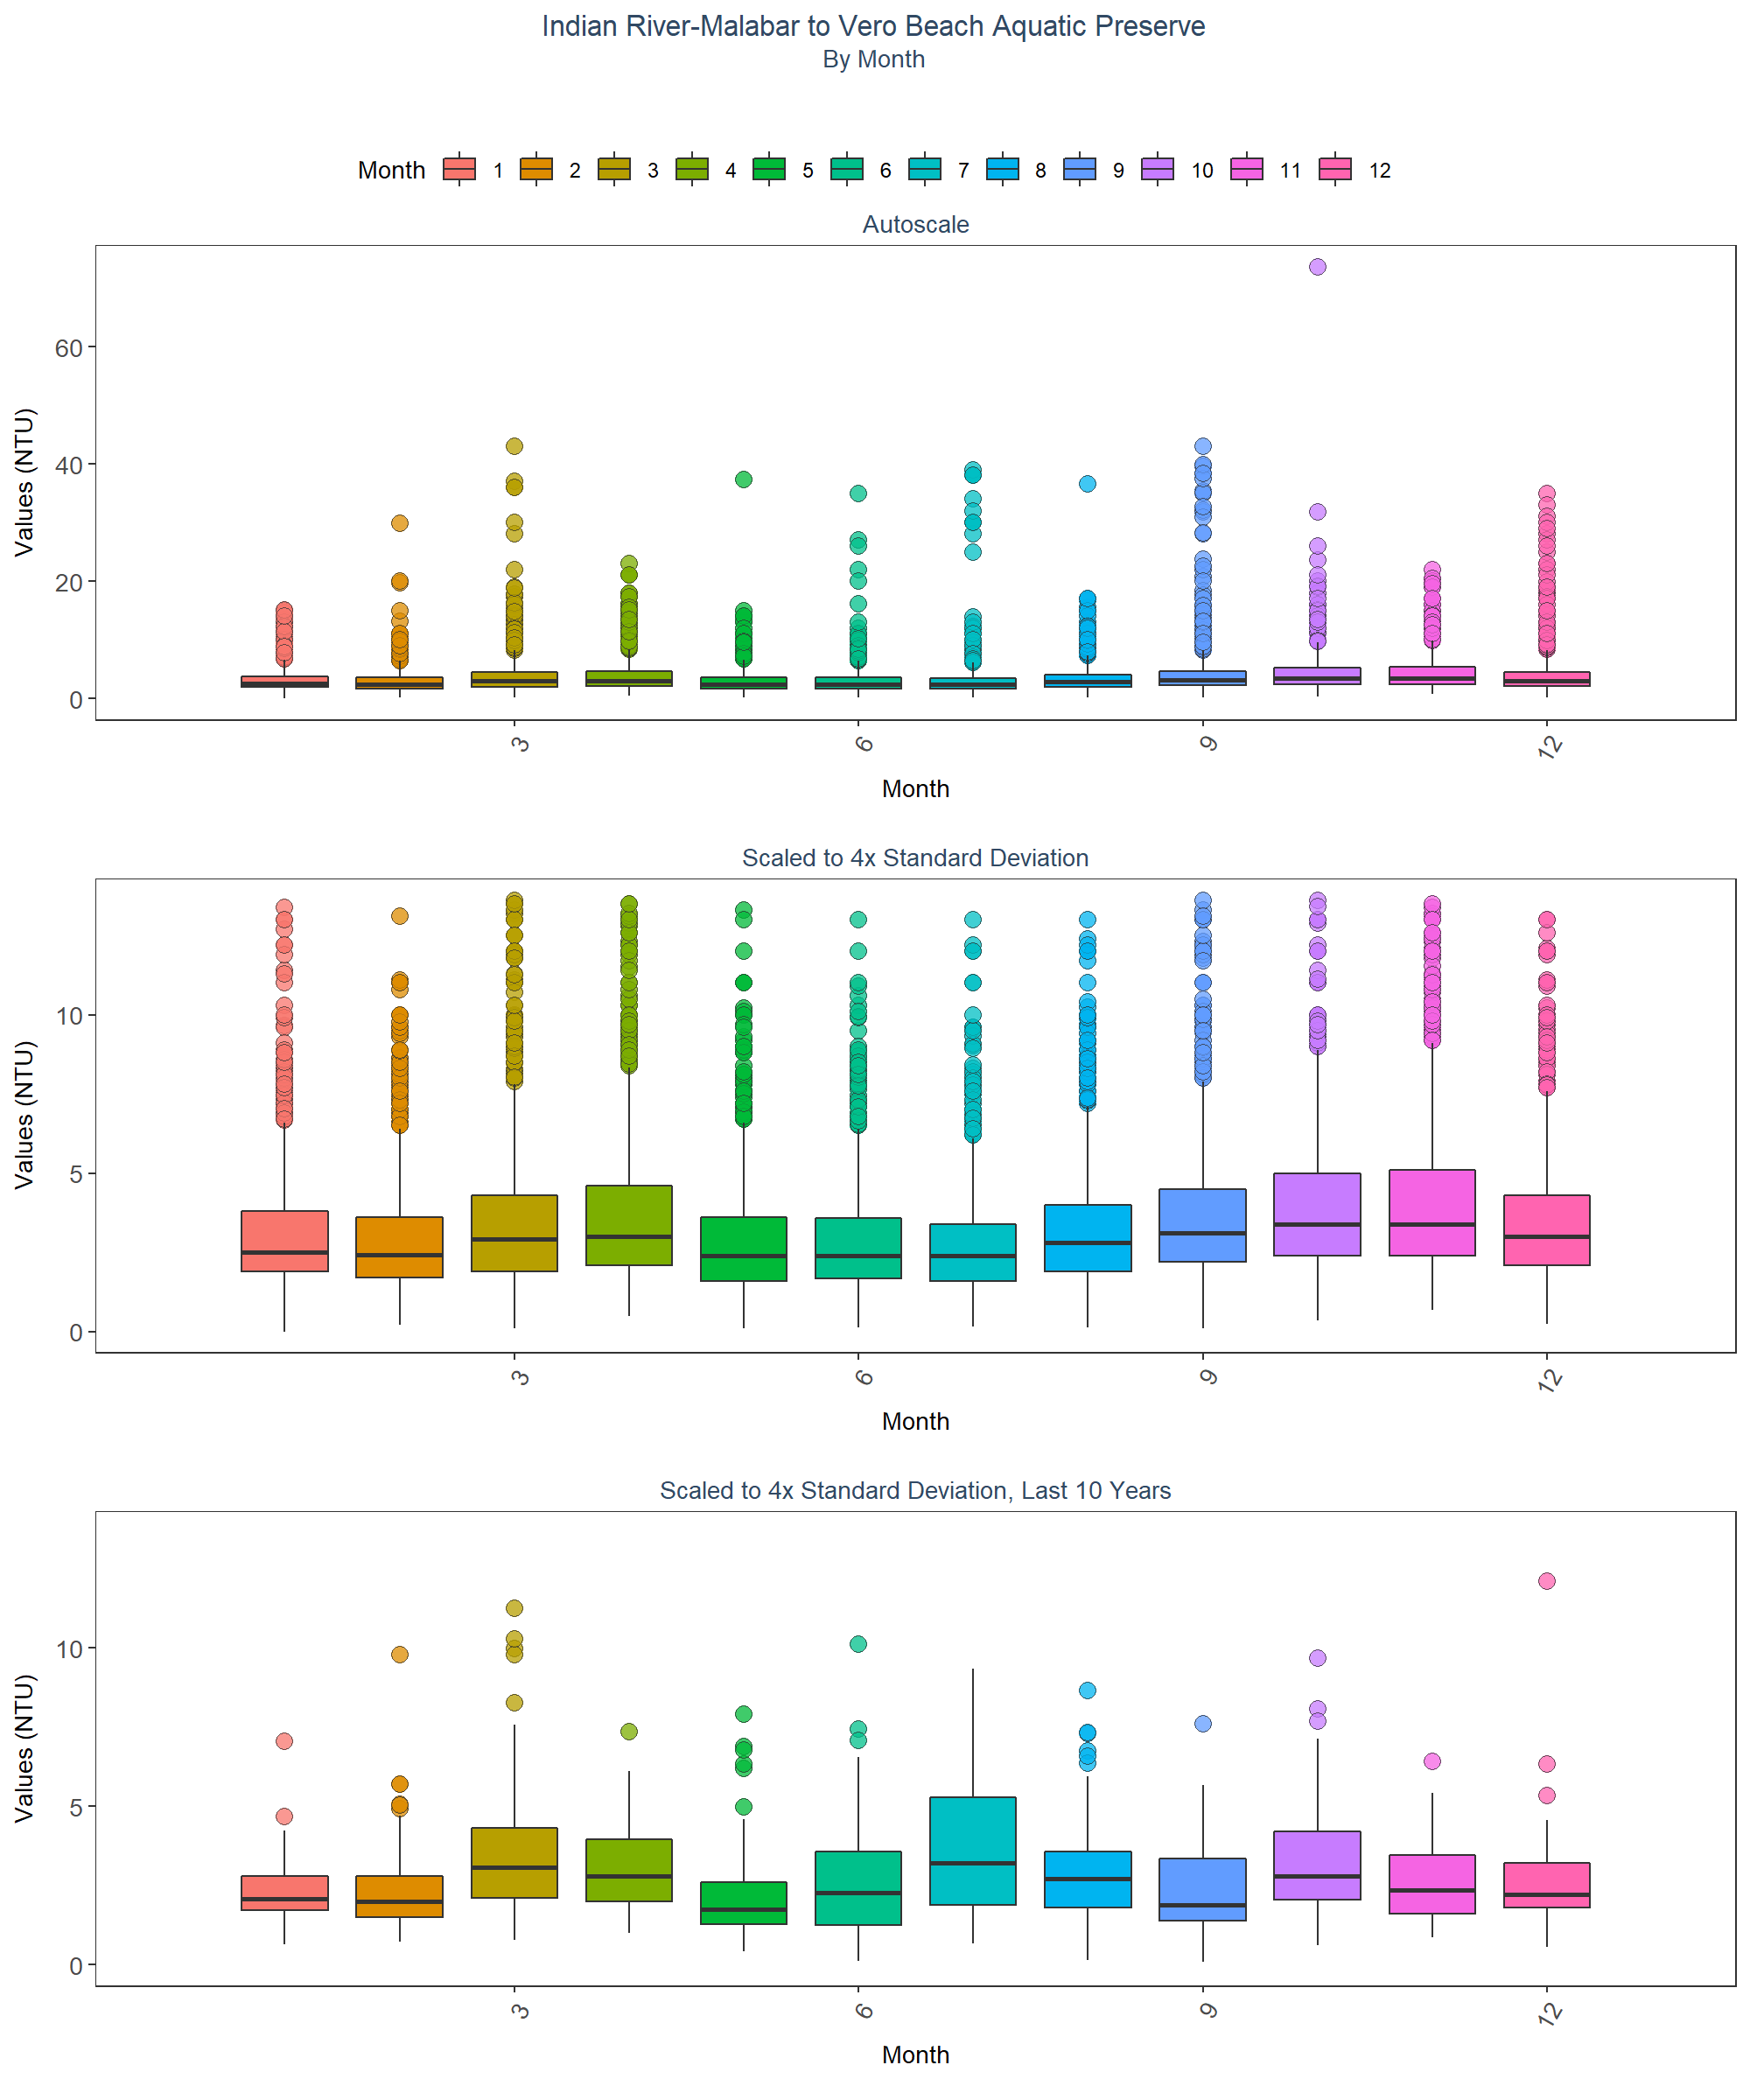 Indian River-Malabar to Vero Beach Aquatic Preserve
By Month
Month 1 2 3 4 5 6 7 8 9 10 11 12
Autoscale
Values (NTU)
60
40
20
0
3 6 9 12
Month
Scaled to 4x Standard Deviation
Values (NTU)
10
5
0
3 6 9 12
Month
Scaled to 4x Standard Deviation, Last 10 Years
Values (NTU)
10
5
0
3 6 9 12
Month